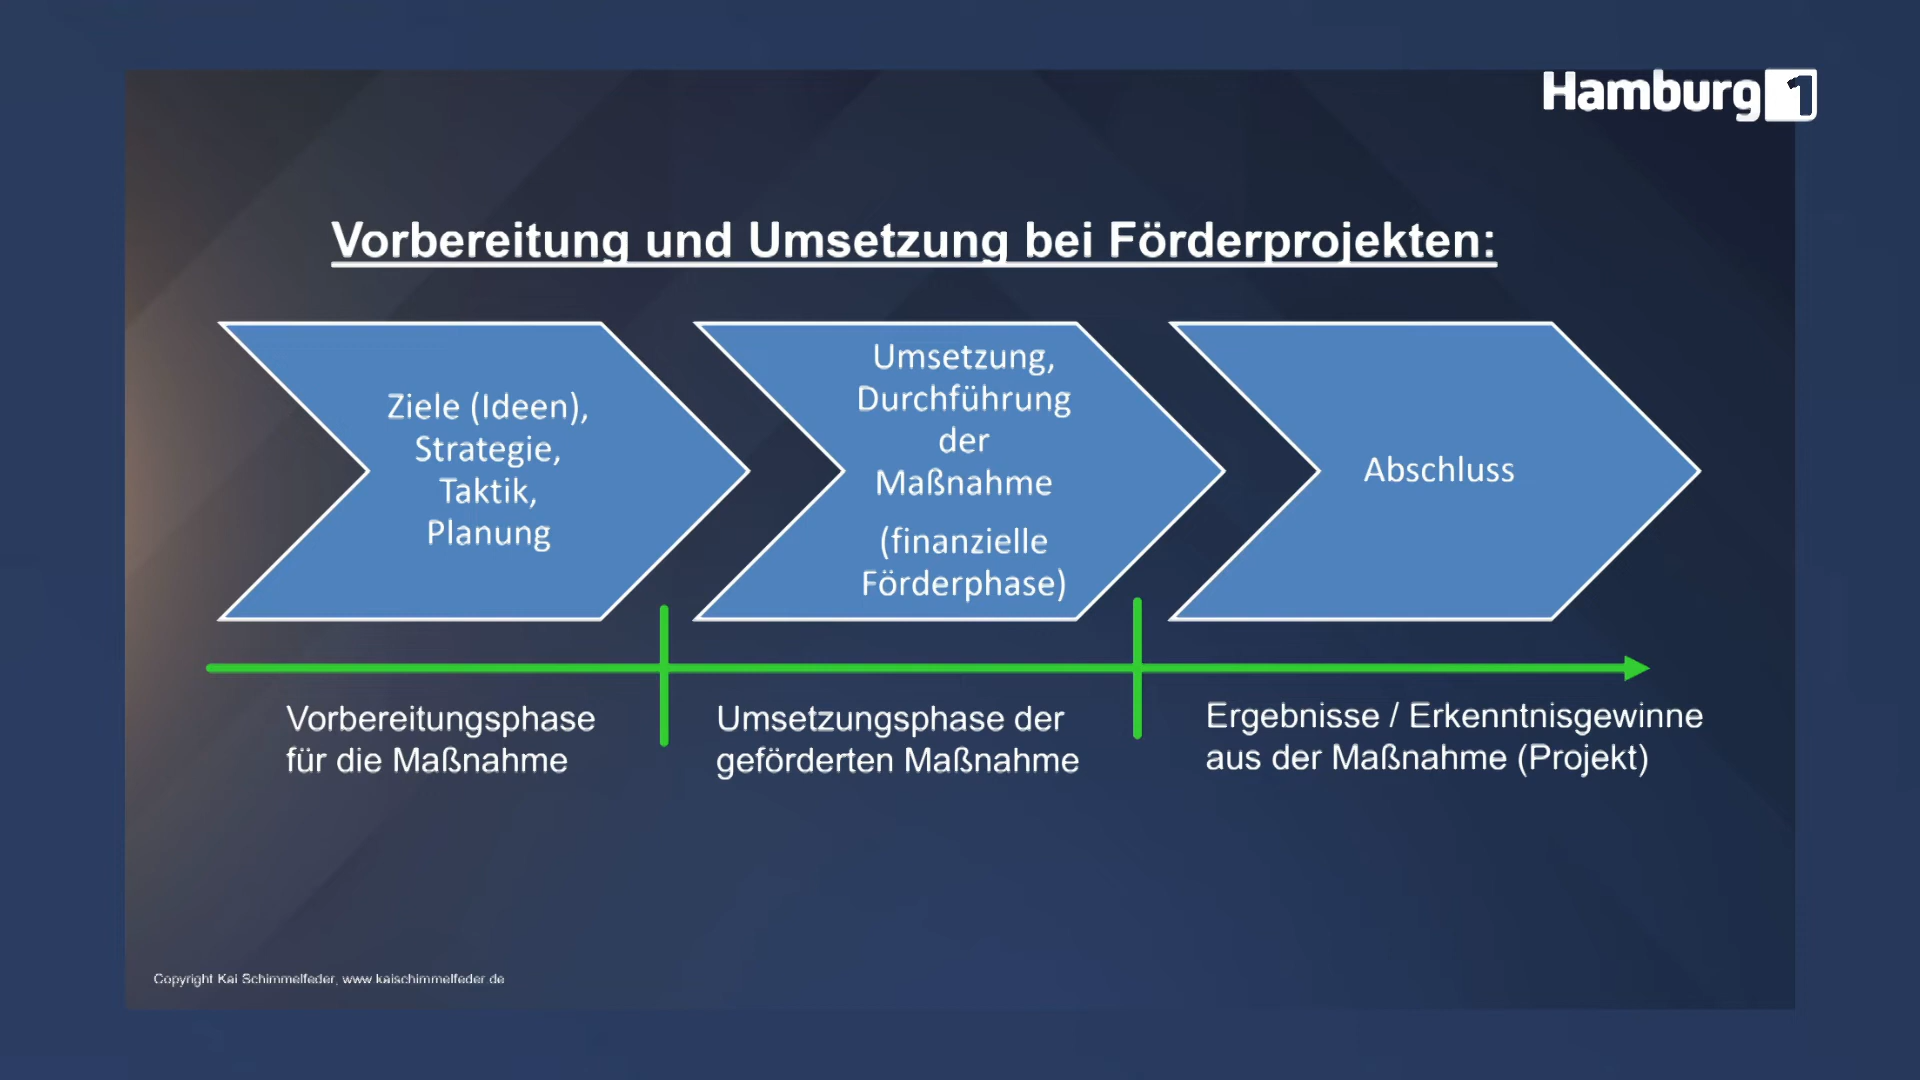 Hamburg 1
Vorbereitung und Umsetzung bei Förderprojekten:
Ziele (Ideen),
Strategie,
Taktik,
Planung
Umsetzung,
Durchführung
der
Maßnahme
(finanzielle
Förderphase)
Abschluss
Vorbereitungsphase
für die Maßnahme
Umsetzungsphase der
geförderten Maßnahme
Ergebnisse / Erkenntnisgewinne
aus der Maßnahme (Projekt)
Copyright Kai Schimmelfeder, www.kaischimmelfeder.de